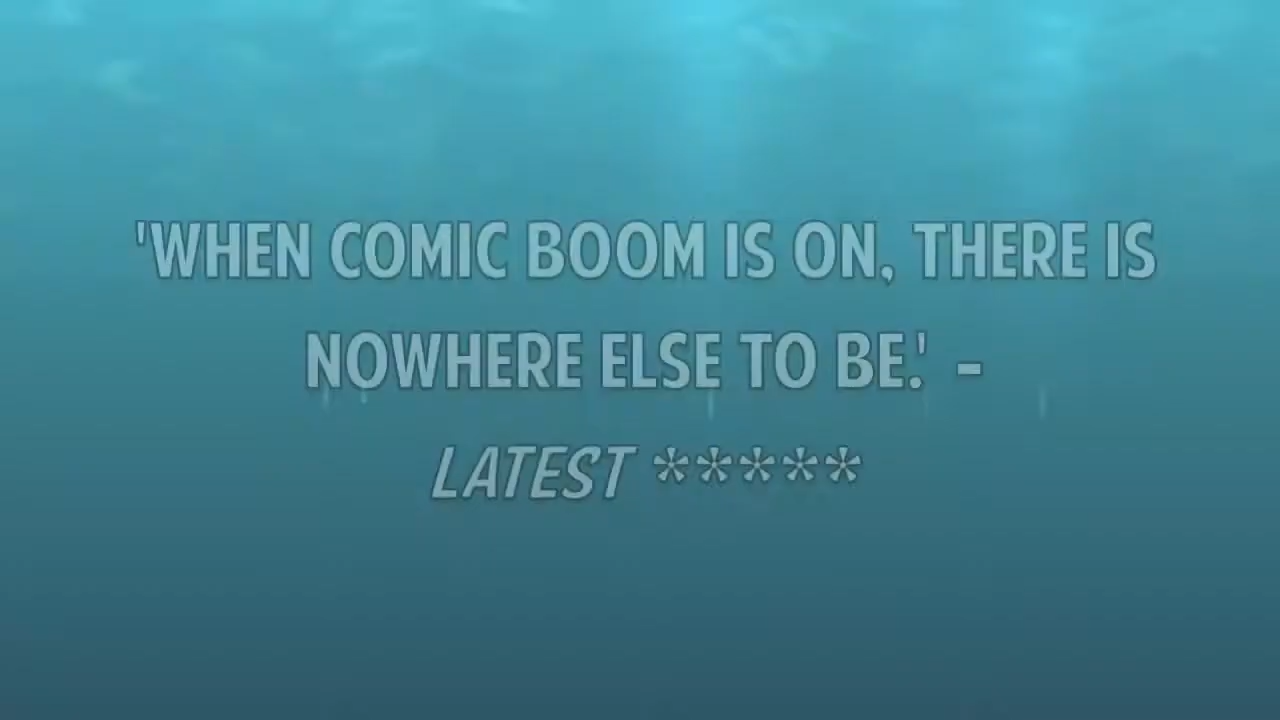 'WHEN COMIC BOOM IS ON, THERE IS
NOWHERE ELSE TO BE.' -
LATEST *****